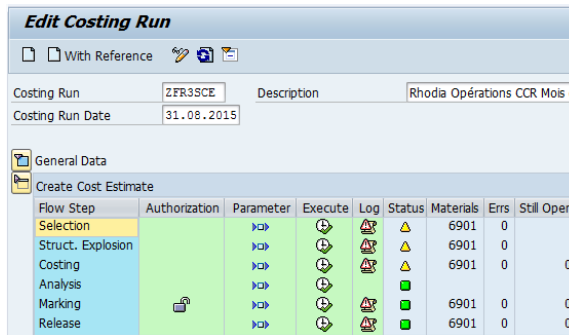 Edit Costing Run
With Reference
Costing Run ZFR3SCE Description Rhodia Opérations CCR Mois
Costing Run Date 31.08.2015
General Data
Create Cost Estimate
Flow Step Authorization Parameter Execute Log Status Materials Errs Still Oper
Selection 6901 0
Struct. Explosion 6901 0
Costing 6901 0 0
Analysis
Marking 6901 0 0
Release 6901 0 0